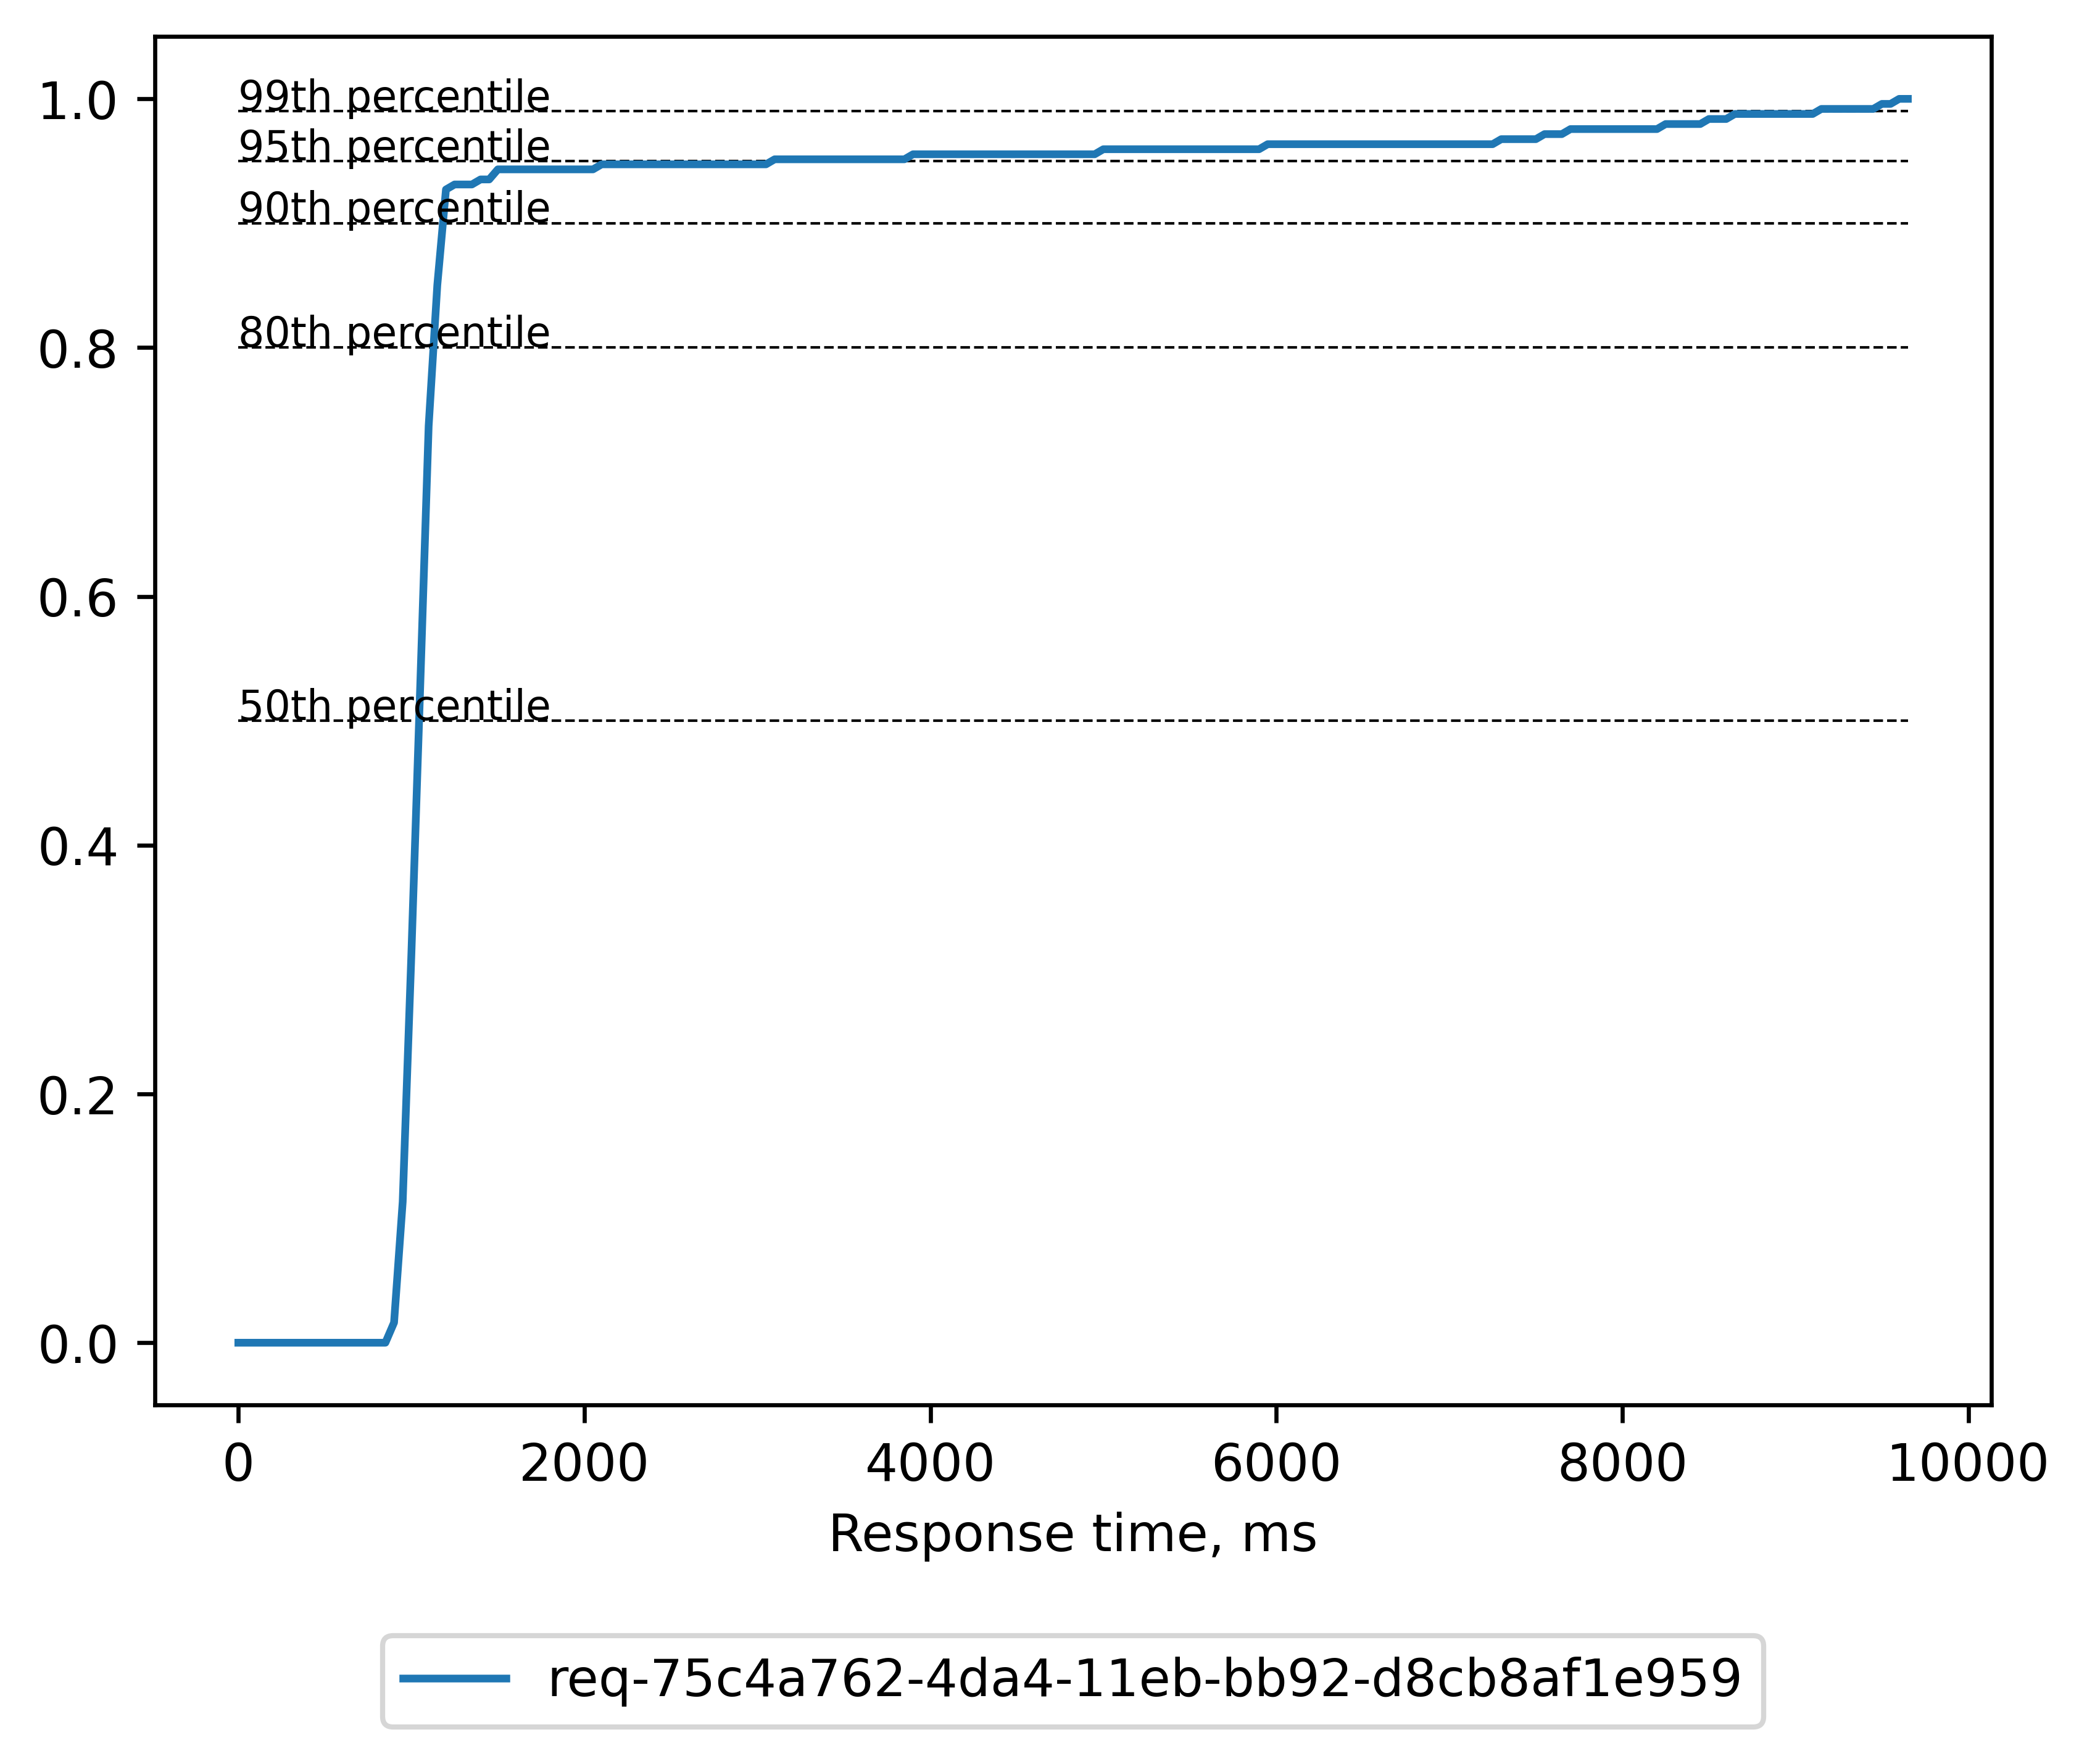 1.0
99th percentile
95th percentile
90th percentile
0.8
80th percentile
0.6
50th percentile
0.4
0.2
0.0
0 2000 4000 6000 8000 10000
Response time, ms
req-75c4a762-4da4-11eb-bb92-d8cb8af1e959